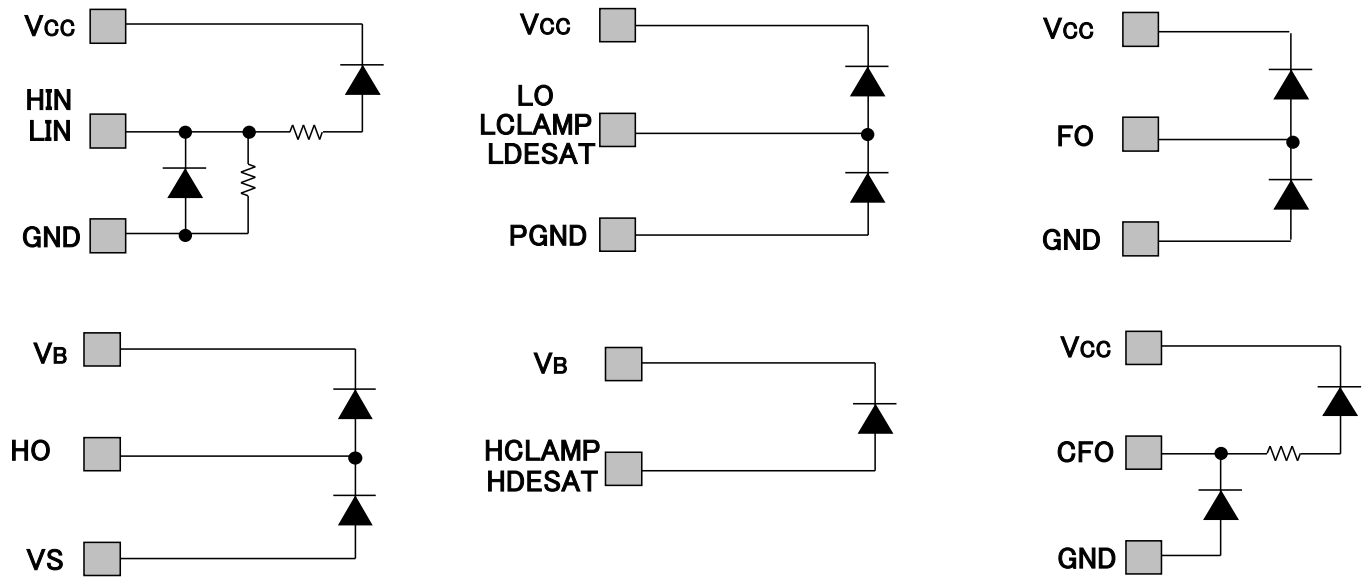 Vcc
HIN
LIN
GND
Vcc
LO
LCLAMP
LDESAT
PGND
Vcc
FO
GND
VB
HO
VS
VB
HCLAMP
HDESAT
Vcc
CFO
GND